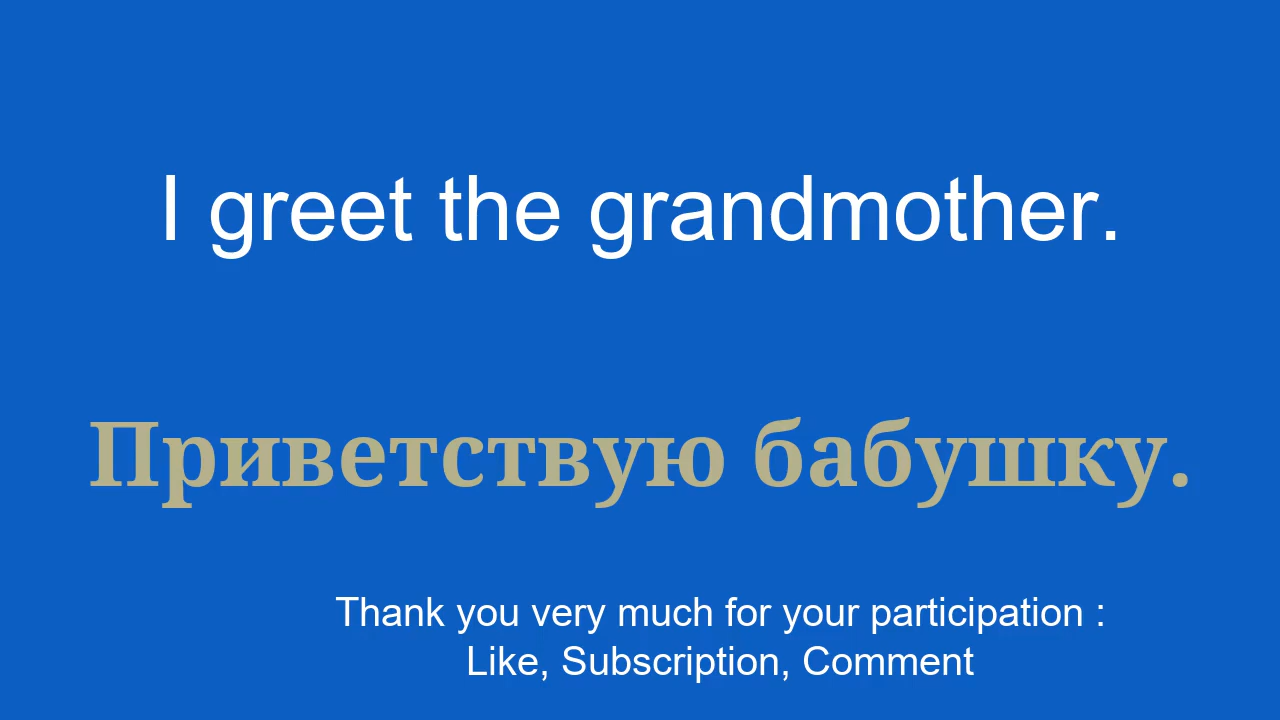 I greet the grandmother.
Приветствую бабушку.
Thank you very much for your participation :
Like, Subscription, Comment